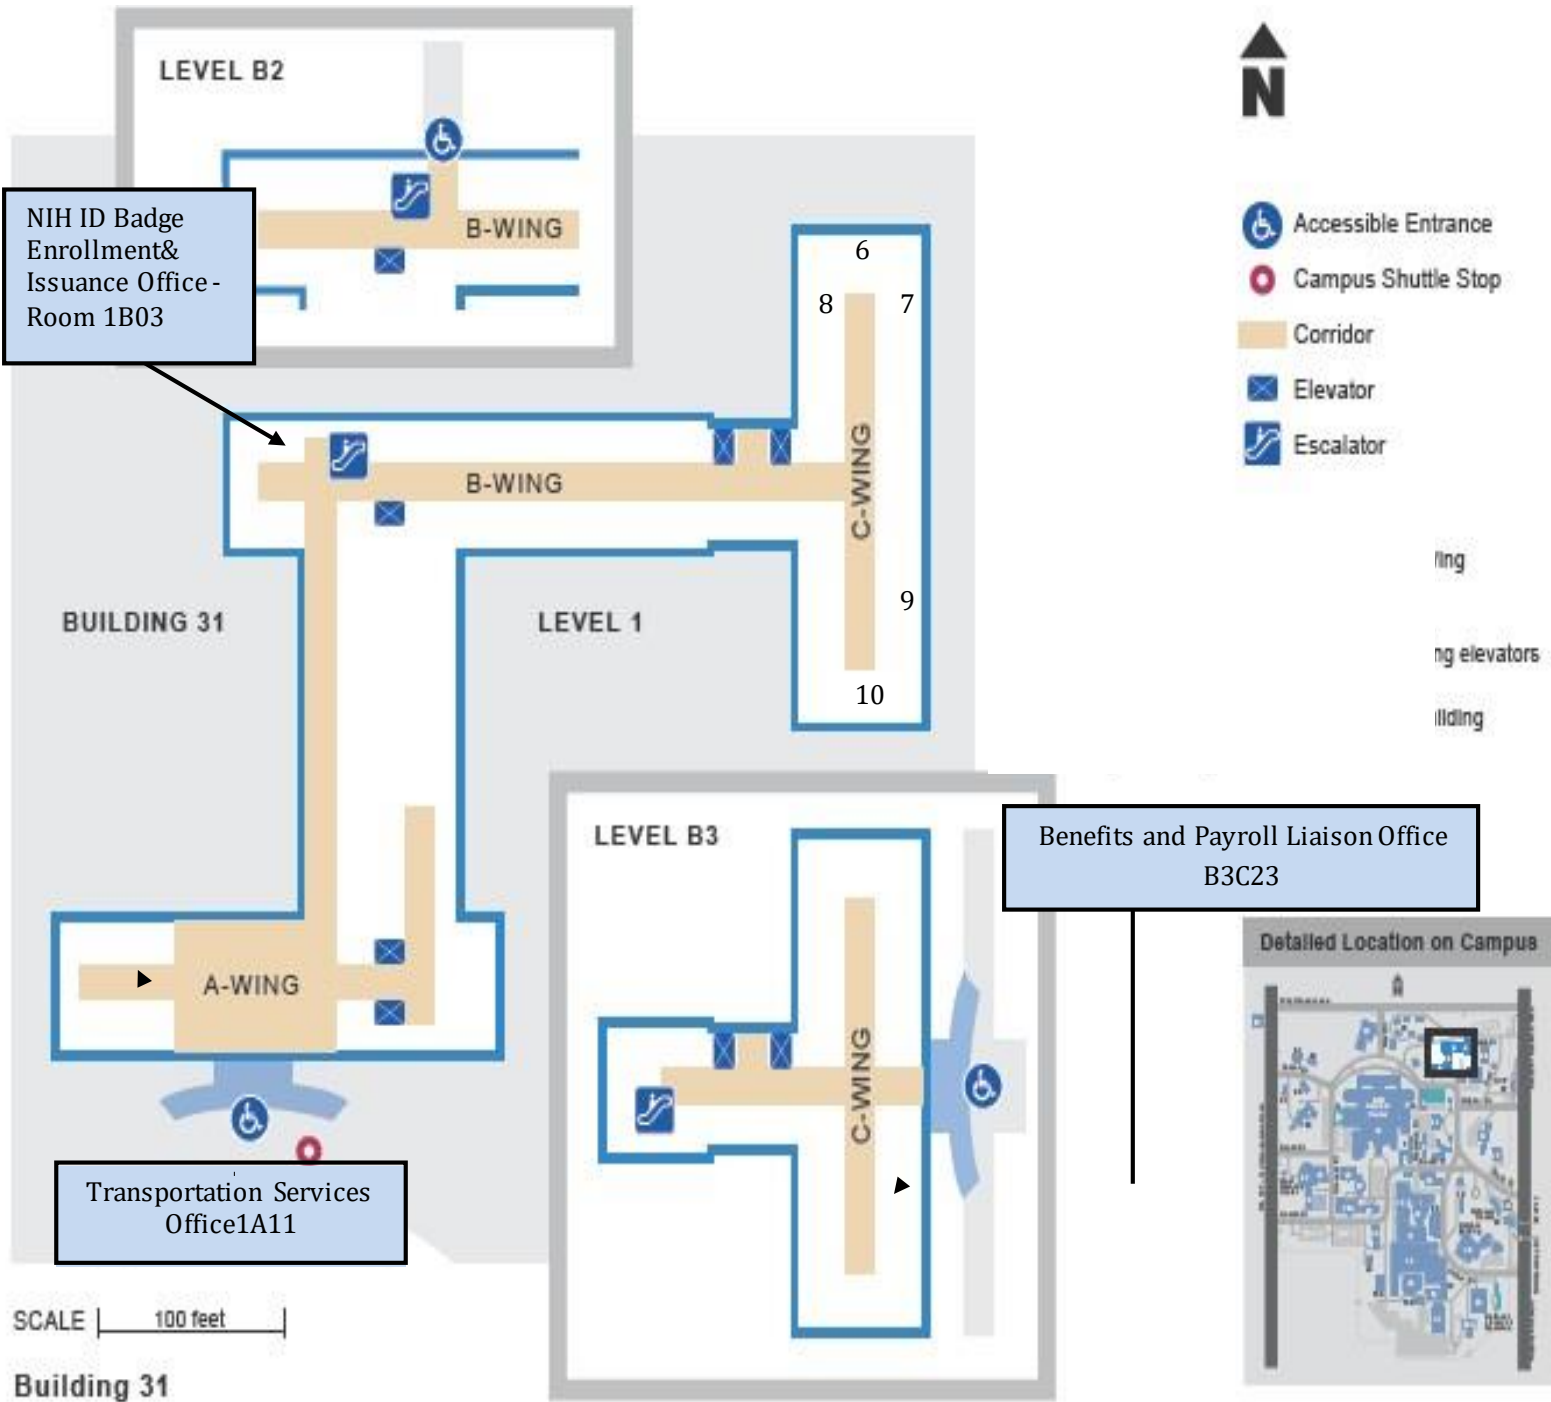 LEVEL B2
B-WING
NIH ID Badge
Enrollment&
Issuance Office -
Room 1B03
N
Accessible Entrance
Campus Shuttle Stop
Corridor
Elevator
Escalator
6
8
7
B-WING
C-WING
9
10
BUILDING 31
LEVEL 1
ng elevators
A-WING
LEVEL B3
C-WING
Benefits and Payroll Liaison Office
B3C23
Detailed Location on Campus
Transportation Services
Office1A11
SCALE
100 feet
Building 31